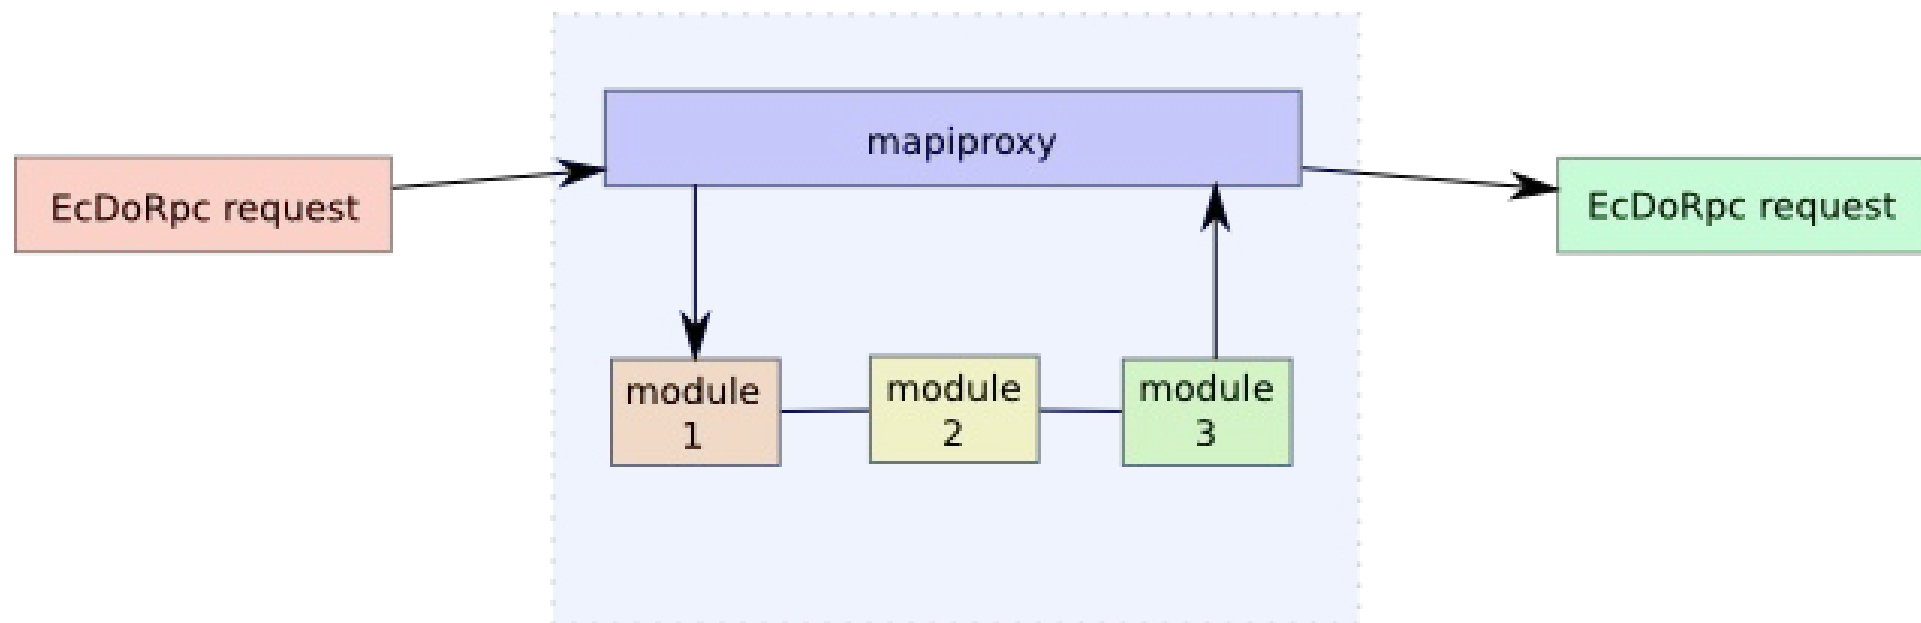 mapiproxy
EcDoRpc request
EcDoRpc request
module
1
module
2
module
3